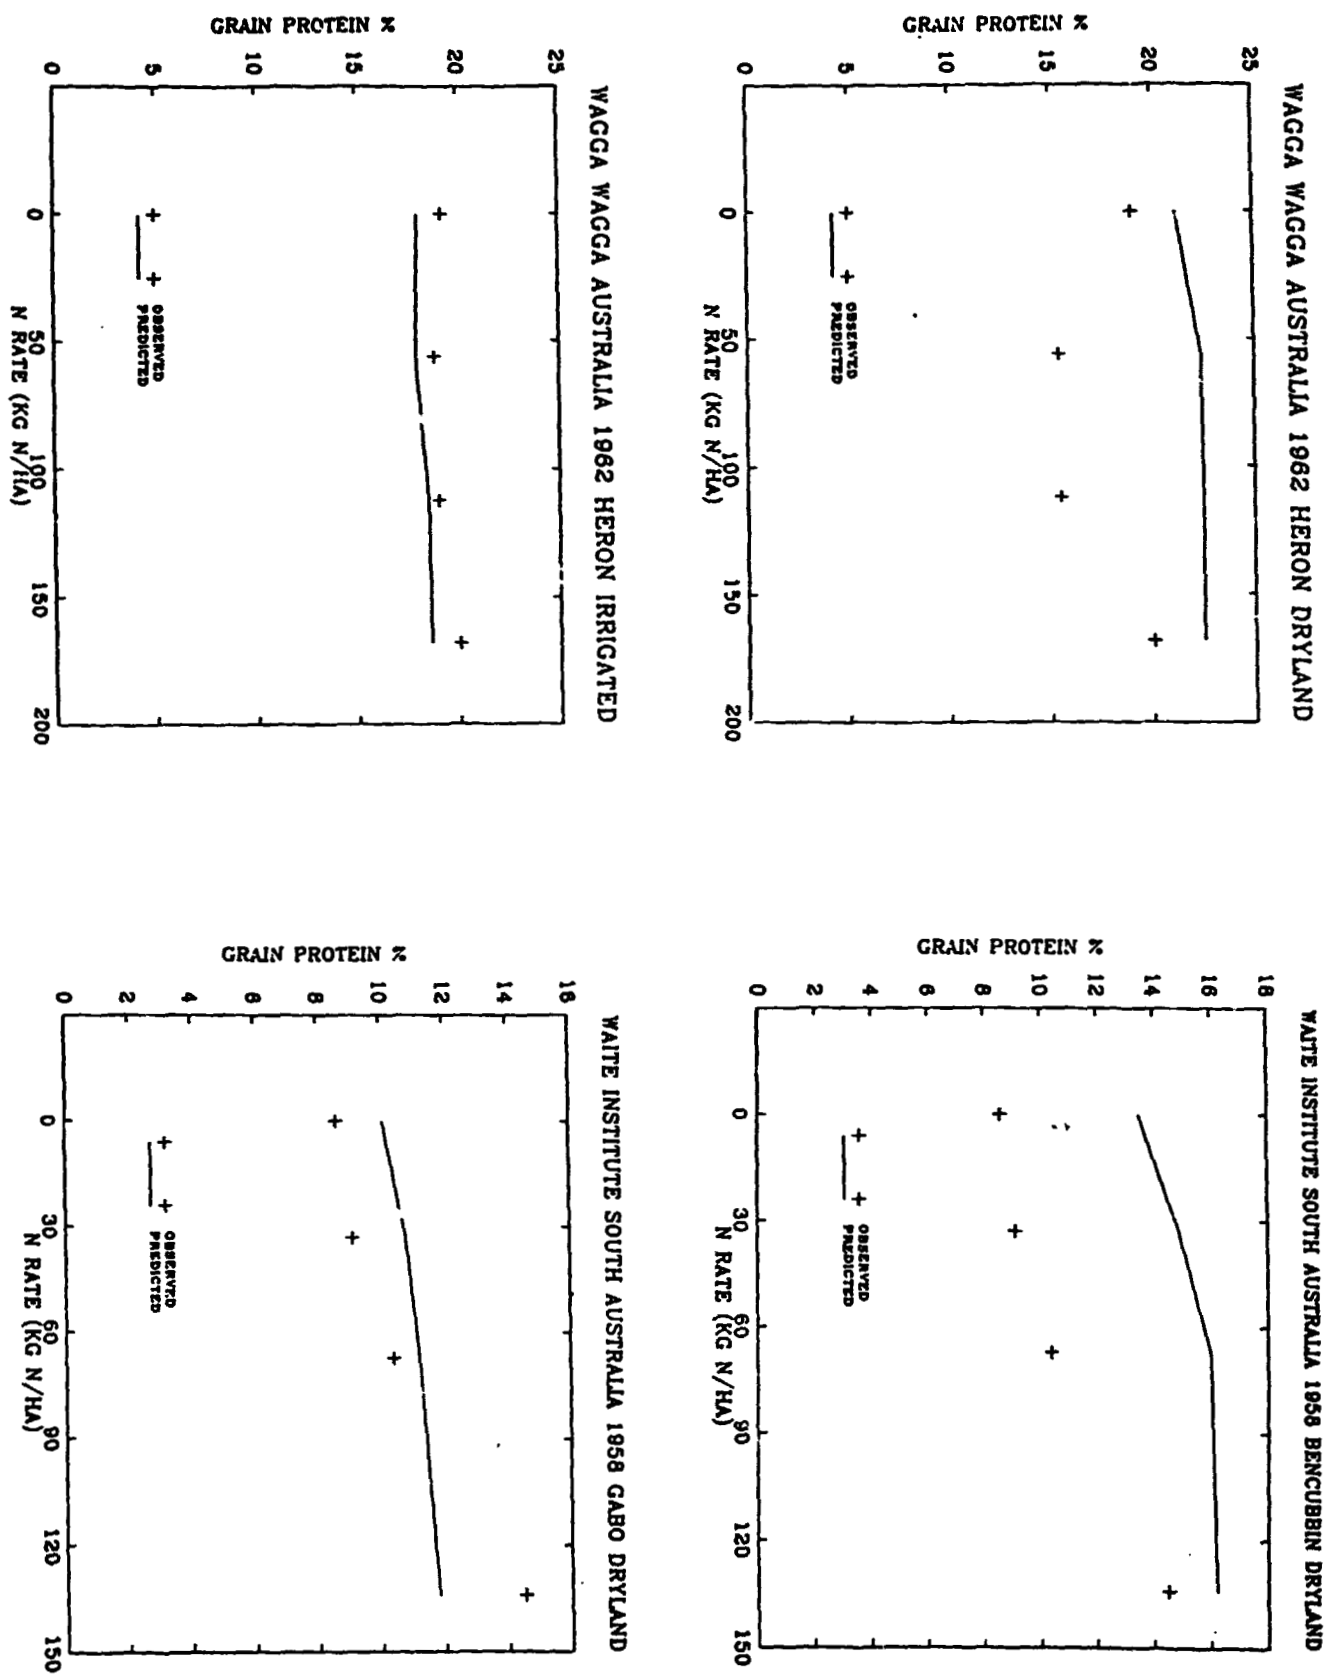 WAGGA WAGGA AUSTRALIA 1962 HERON DRYLAND
GRAIN PROTEIN %
25
20
15
10
5
0
OBSERVED
PREDICTED
0 50 100 150 200
N RATE (KG N/HA)
WAITE INSTITUTE SOUTH AUSTRALIA 1958 BENCUBBIN DRYLAND
GRAIN PROTEIN %
18
16
14
12
10
8
6
4
2
0
OBSERVED
PREDICTED
0 30 60 90 120 150
N RATE (KG N/HA)
WAGGA WAGGA AUSTRALIA 1962 HERON IRRIGATED
GRAIN PROTEIN %
25
20
15
10
5
0
OBSERVED
PREDICTED
0 50 100 150 200
N RATE (KG N/HA)
WAITE INSTITUTE SOUTH AUSTRALIA 1958 GABO DRYLAND
GRAIN PROTEIN %
16
14
12
10
8
6
4
2
0
OBSERVED
PREDICTED
0 30 60 90 120 150
N RATE (KG N/HA)